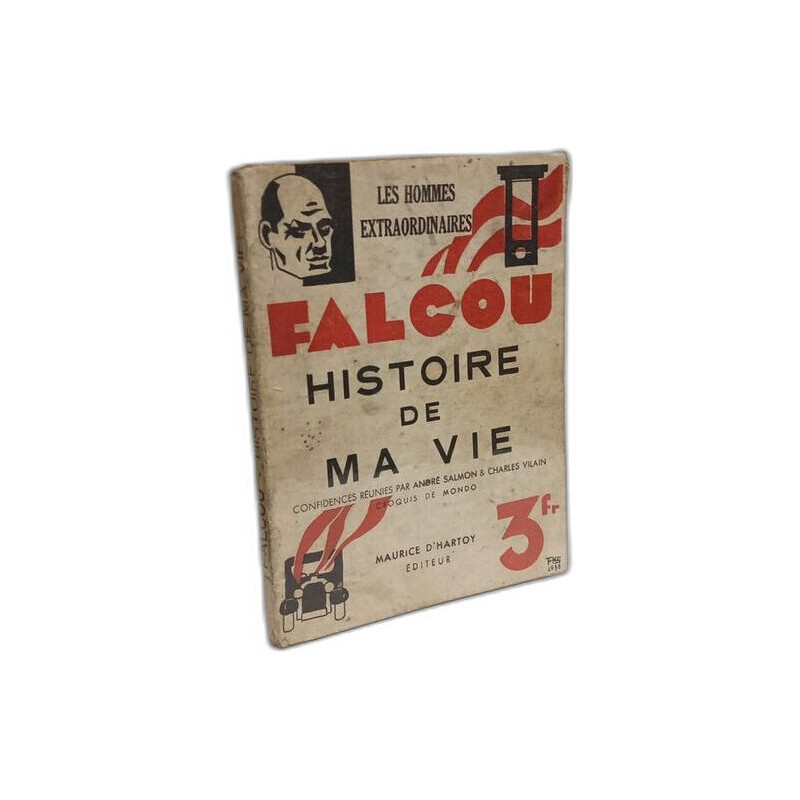 LES HOMMES
EXTRAORDINAIRES
FALCOU
HISTOIRE
DE
MA VIE
CONFIDENCES RÉUNIES PAR ANDRÉ SALMON & CHARLES VILAIN
CROQUIS DE MONDO
3fr
MAURICE D'HARTOY
ÉDITEUR
FALCOU - HISTOIRE DE MA VIE